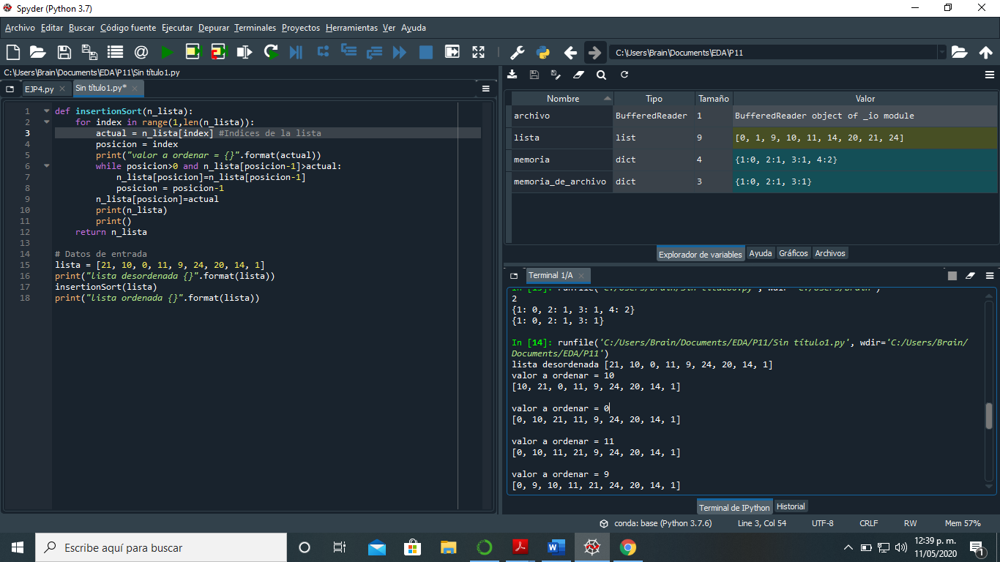 Spyder (Python 3.7)
Archivo Editar Buscar Código fuente Ejecutar Depurar Terminales Proyectos Herramientas Ver Ayuda
C:\Users\Brain\Documents\EDA\P11
C:\Users\Brain\Documents\EDA\P11\Sin título1.py
EJP4.py
Sin título1.py*
1 def insertionSort(n_lista):
2     for index in range(1,len(n_lista)):
3         actual = n_lista[index] #Indices de la lista
4         posicion = index
5         print("valor a ordenar = {}".format(actual))
6         while posicion>0 and n_lista[posicion-1]>actual:
7             n_lista[posicion]=n_lista[posicion-1]
8             posicion = posicion-1
9         n_lista[posicion]=actual
10         print(n_lista)
11         print()
12     return n_lista
13
14 # Datos de entrada
15 lista = [21, 10, 0, 11, 9, 24, 20, 14, 1]
16 print("lista desordenada {}".format(lista))
17 insertionSort(lista)
18 print("lista ordenada {}".format(lista))
Nombre Tipo Tamaño Valor
archivo BufferedReader 1 BufferedReader object of _io module
lista list 9 [0, 1, 9, 10, 11, 14, 20, 21, 24]
memoria dict 4 {1:0, 2:1, 3:1, 4:2}
memoria_de_archivo dict 3 {1:0, 2:1, 3:1}
Explorador de variables Ayuda Gráficos Archivos
Terminal 1/A
2
{1: 0, 2: 1, 3: 1, 4: 2}
{1: 0, 2: 1, 3: 1}
In [14]: runfile('C:/Users/Brain/Documents/EDA/P11/Sin título1.py', wdir='C:/Users/Brain/
Documents/EDA/P11')
lista desordenada [21, 10, 0, 11, 9, 24, 20, 14, 1]
valor a ordenar = 10
[10, 21, 0, 11, 9, 24, 20, 14, 1]
valor a ordenar = 0
[0, 10, 21, 11, 9, 24, 20, 14, 1]
valor a ordenar = 11
[0, 10, 11, 21, 9, 24, 20, 14, 1]
valor a ordenar = 9
[0, 9, 10, 11, 21, 24, 20, 14, 1]
Terminal de IPython Historial
conda: base (Python 3.7.6) Line 3, Col 54 UTF-8 CRLF RW Mem 57%
Escribe aquí para buscar
12:39 p. m.
11/05/2020
1